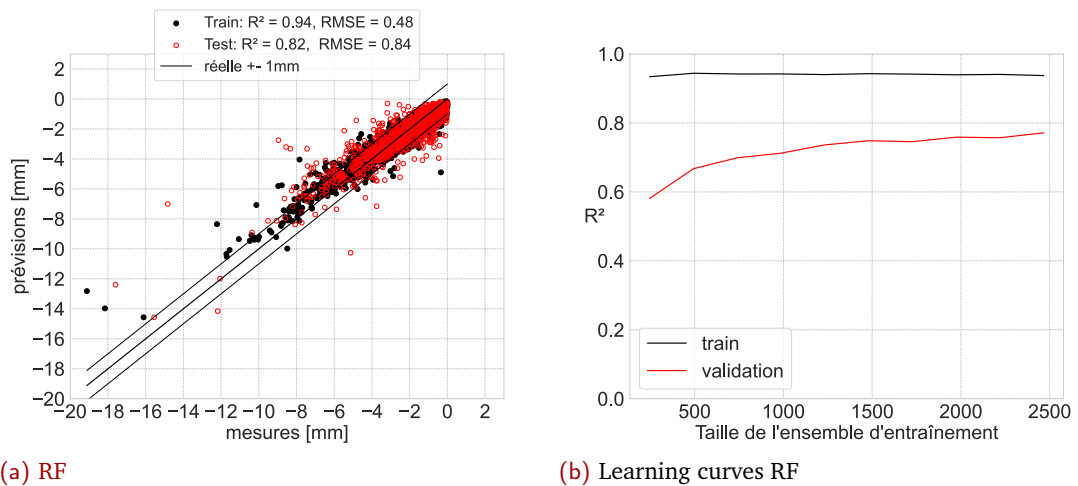 Train: R² = 0.94, RMSE = 0.48
Test: R² = 0.82, RMSE = 0.84
réelle +- 1mm
2
0
−2
−4
−6
−8
−10
−12
−14
−16
−18
−20
prévisions [mm]
−20 −18 −16 −14 −12 −10 −8 −6 −4 −2 0 2
mesures [mm]
(a) RF
1.0
0.8
0.6
R²
0.4
0.2
0.0
train
validation
500 1000 1500 2000 2500
Taille de l'ensemble d'entraînement
(b) Learning curves RF